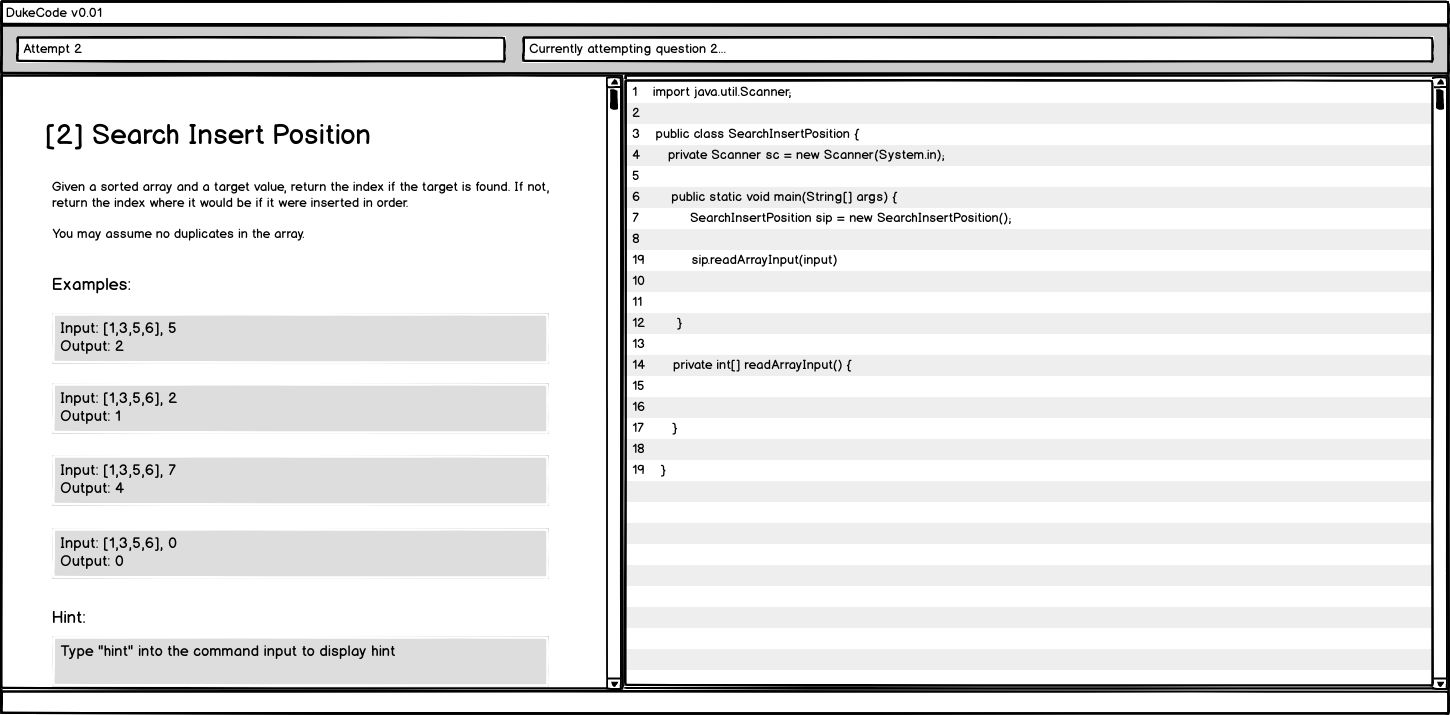 DukeCode v0.01
Attempt 2
Currently attempting question 2...
[2] Search Insert Position
Given a sorted array and a target value, return the index if the target is found. If not,
return the index where it would be if it were inserted in order.
You may assume no duplicates in the array.
Examples:
Input: [1,3,5,6], 5
Output: 2
Input: [1,3,5,6], 2
Output: 1
Input: [1,3,5,6], 7
Output: 4
Input: [1,3,5,6], 0
Output: 0
Hint:
Type "hint" into the command input to display hint
1 import java.util.Scanner;
2
3 public class SearchInsertPosition {
4 private Scanner sc = new Scanner(System.in);
5
6 public static void main(String[] args) {
7 SearchInsertPosition sip = new SearchInsertPosition();
8
19 sip.readArrayInput(input)
10
11
12 }
13
14 private int[] readArrayInput() {
15
16
17 }
18
19 }